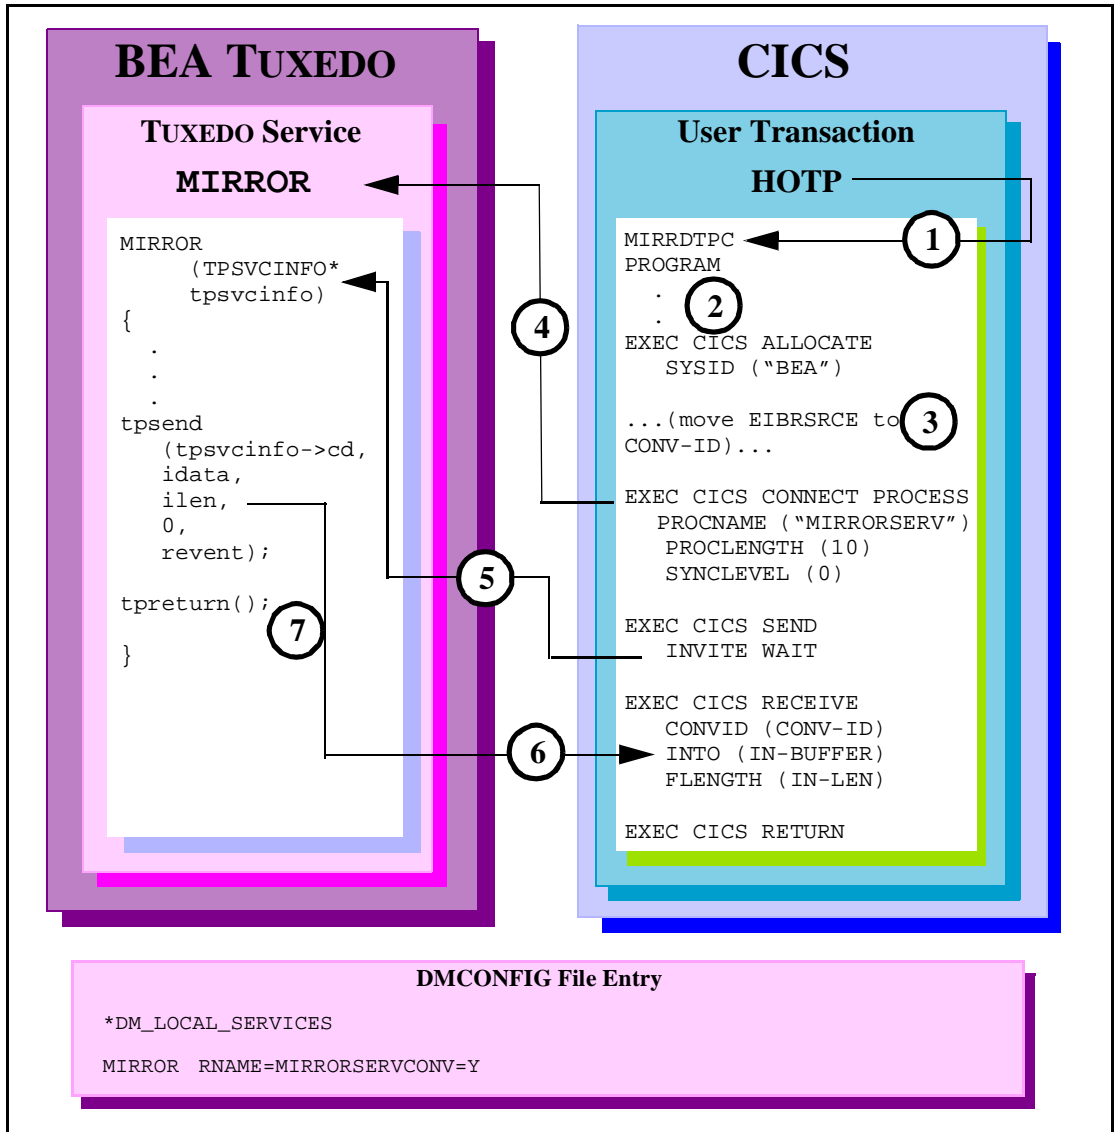 BEA TUXEDO
TUXEDO Service
MIRROR
MIRROR
(TPSVCINFO*
tpsvcinfo)
{
.
.
.
tpsend
(tpsvcinfo->cd,
idata,
ilen,
0,
revent);
tpreturn();
7
}
4
5
6
CICS
User Transaction
HOTP
1
MIRRDTPC
PROGRAM
.
2
.
EXEC CICS ALLOCATE
SYSID (“BEA”)
...(move EIBRSRCE to
3
CONV-ID)...
EXEC CICS CONNECT PROCESS
PROCNAME (“MIRRORSERV”)
PROCLENGTH (10)
SYNCLEVEL (0)
EXEC CICS SEND
INVITE WAIT
EXEC CICS RECEIVE
CONVID (CONV-ID)
INTO (IN-BUFFER)
FLENGTH (IN-LEN)
EXEC CICS RETURN
DMCONFIG File Entry
*DM_LOCAL_SERVICES
MIRROR RNAME=MIRRORSERVCONV=Y